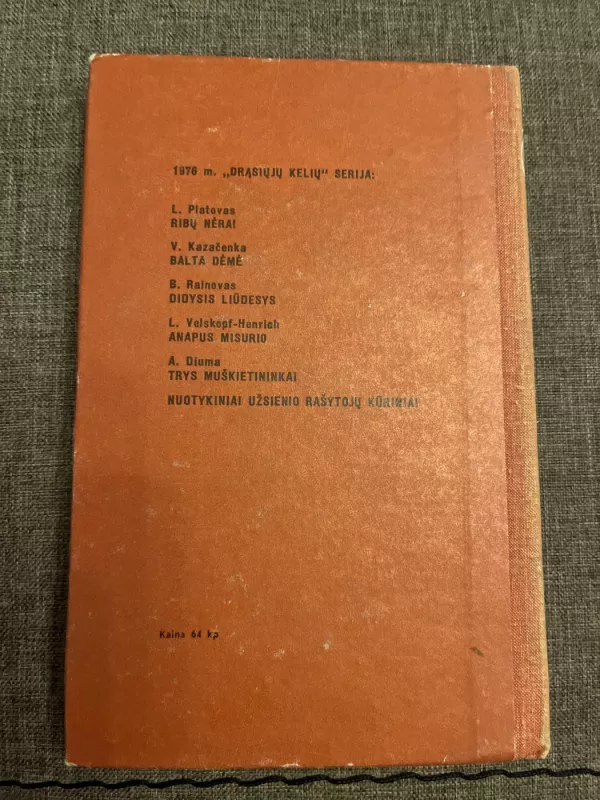 1976 m. „DRĄSIŲJŲ KELIŲ" SERIJA:
L. Platovas
RIBŲ NĖRA!
V. Kazačenka
BALTA DĖMĖ
B. Rainovas
DIDYSIS LIŪDESYS
L. Velskopf-Henrich
ANAPUS MISURIO
A. Diuma
TRYS MUŠKIETININKAI
NUOTYKINIAI UŽSIENIO RAŠYTOJŲ KŪRINIAI
Kaina 64 kp